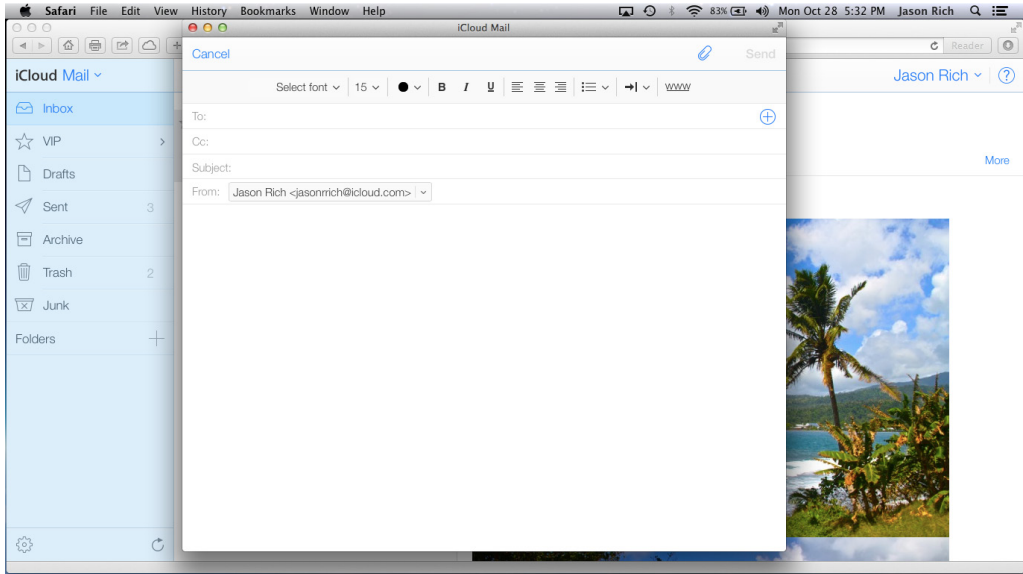 Safari File Edit View History Bookmarks Window Help 83% Mon Oct 28 5:32 PM Jason Rich
iCloud Mail
Reader
Cancel Send
iCloud Mail Jason Rich ?
Select font 15 B I U www
Inbox
To:
VIP
Cc:
More
Drafts
Subject:
From: Jason Rich <jasonrrich@icloud.com>
Sent 3
Archive
Trash 2
Junk
Folders